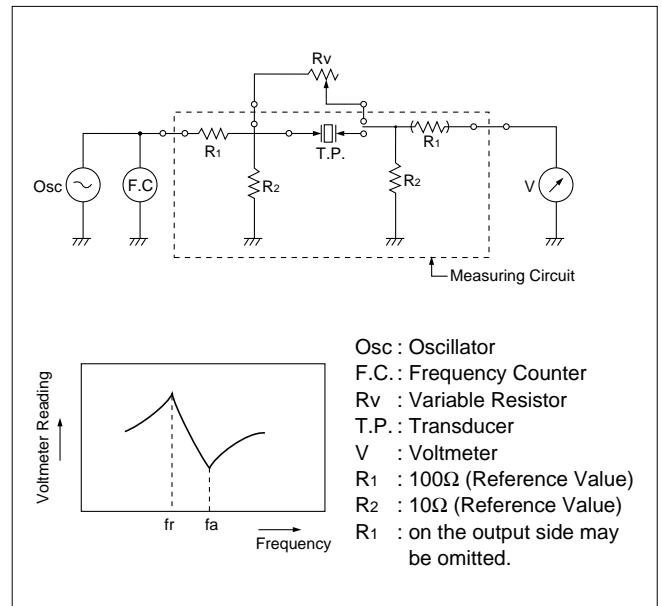 Rv
R1
T.P.
R1
Osc
F.C
R2
R2
V
Measuring Circuit
Voltmeter Reading
fr
fa
Frequency
Osc : Oscillator
F.C. : Frequency Counter
Rv : Variable Resistor
T.P. : Transducer
V : Voltmeter
R1 : 100Ω (Reference Value)
R2 : 10Ω (Reference Value)
R1 : on the output side may
be omitted.